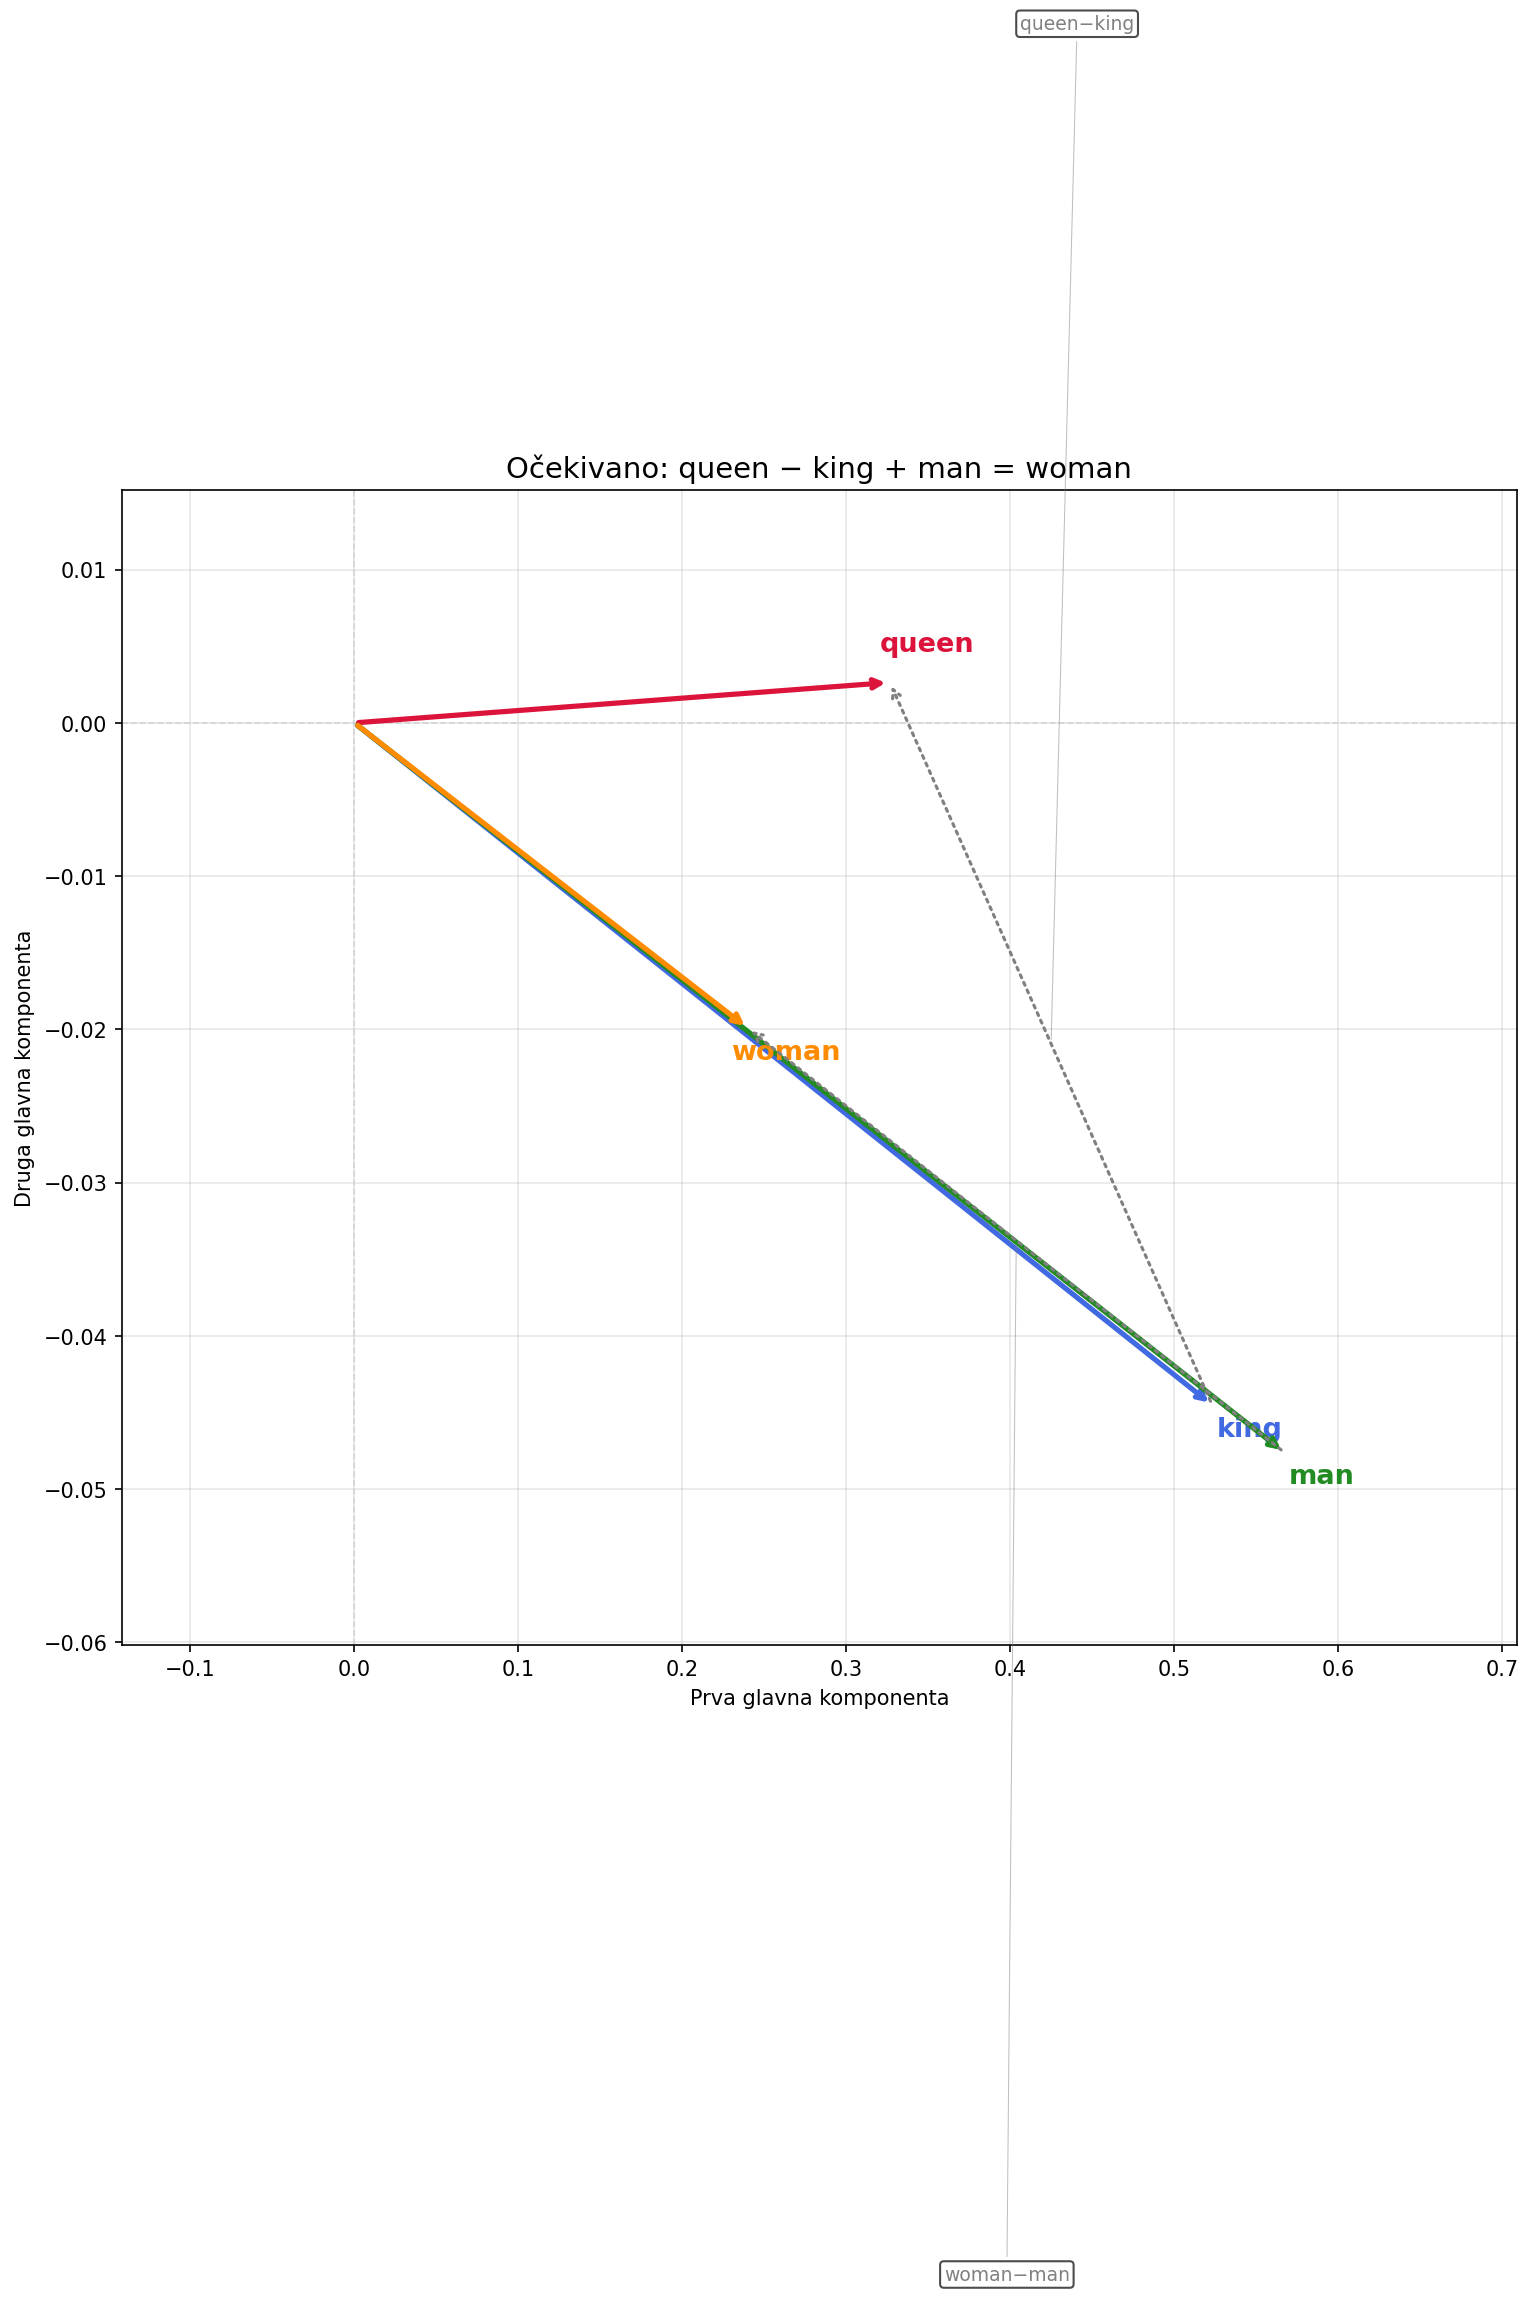 queen−king
Očekivano: queen − king + man = woman
0.01
queen
0.00
−0.01
−0.02
woman
Druga glavna komponenta
−0.03
−0.04
king
man
−0.05
−0.06
−0.1 0.0 0.1 0.2 0.3 0.4 0.5 0.6 0.7
Prva glavna komponenta
woman−man